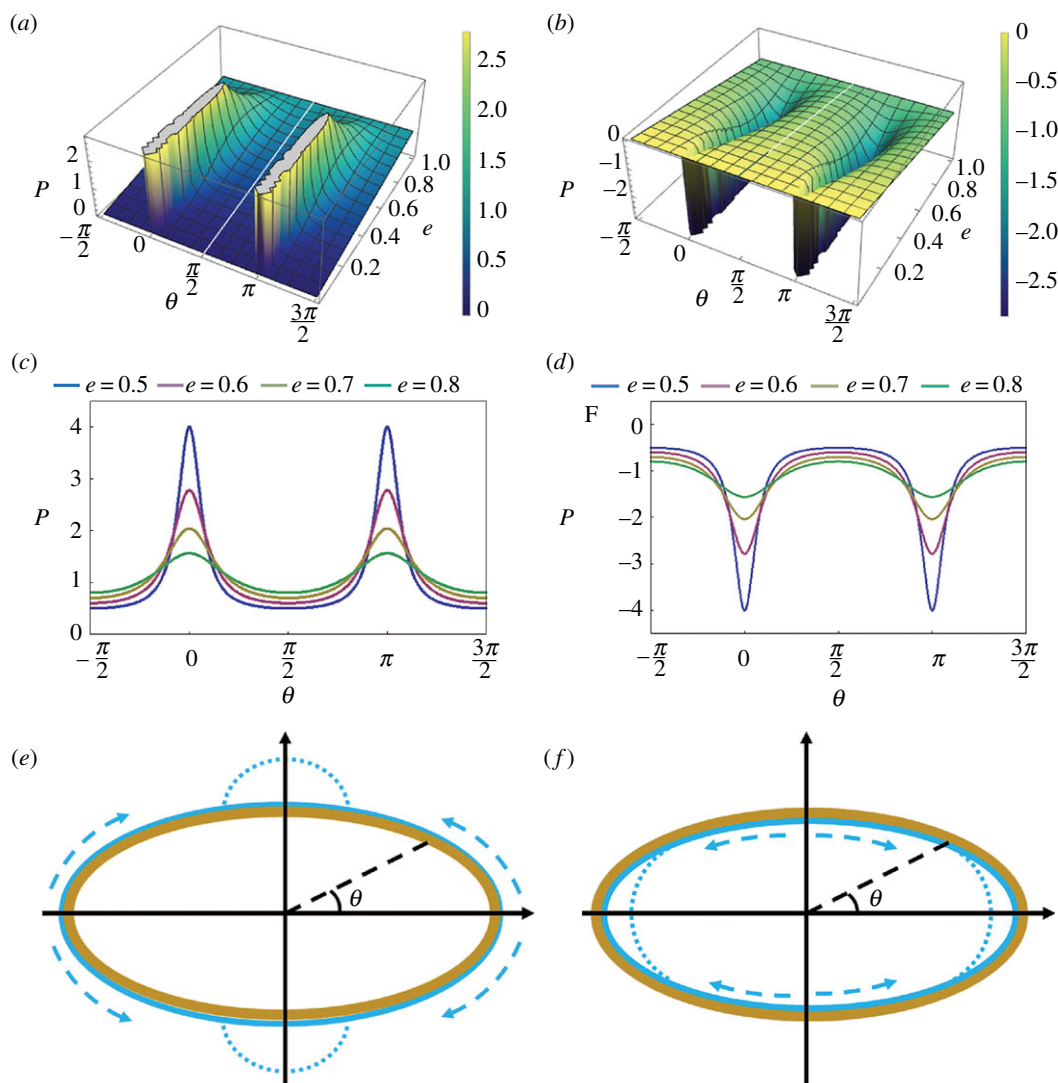 (a)
(b)
P
2
1
0
−π/2
0
π/2
π
3π/2
θ
0.2
0.4
0.6
0.8
1.0
e
2.5
2.0
1.5
1.0
0.5
0
P
0
−1
−2
−π/2
0
π/2
π
3π/2
θ
0.2
0.4
0.6
0.8
1.0
e
0
−0.5
−1.0
−1.5
−2.0
−2.5
(c)
e = 0.5 e = 0.6 e = 0.7 e = 0.8
4
3
P 2
1
0
−π/2 0 π/2 π 3π/2
θ
(d)
e = 0.5 e = 0.6 e = 0.7 e = 0.8
F
0
−1
P −2
−3
−4
−π/2 0 π/2 π 3π/2
θ
(e)
θ
(f)
θ